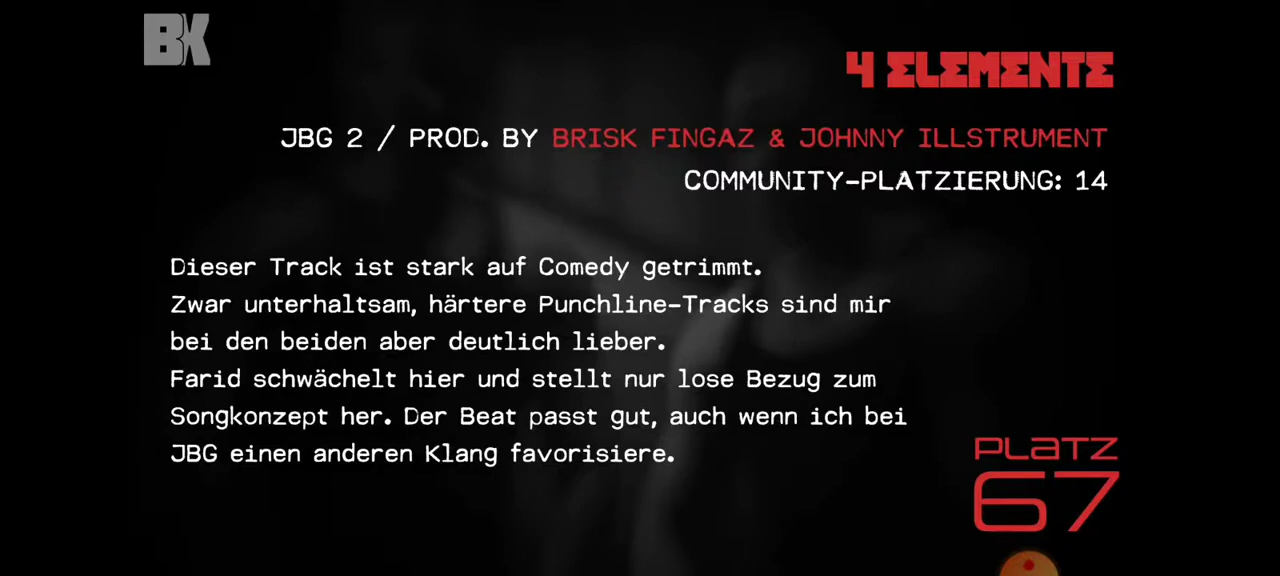 BK
4 ELEMENTE
JBG 2 / PROD. BY BRISK FINGAZ & JOHNNY ILLSTRUMENT
COMMUNITY-PLATZIERUNG: 14
Dieser Track ist stark auf Comedy getrimmt.
Zwar unterhaltsam, härtere Punchline-Tracks sind mir
bei den beiden aber deutlich lieber.
Farid schwächelt hier und stellt nur lose Bezug zum
Songkonzept her. Der Beat passt gut, auch wenn ich bei
JBG einen anderen Klang favorisiere.
PLATZ
67